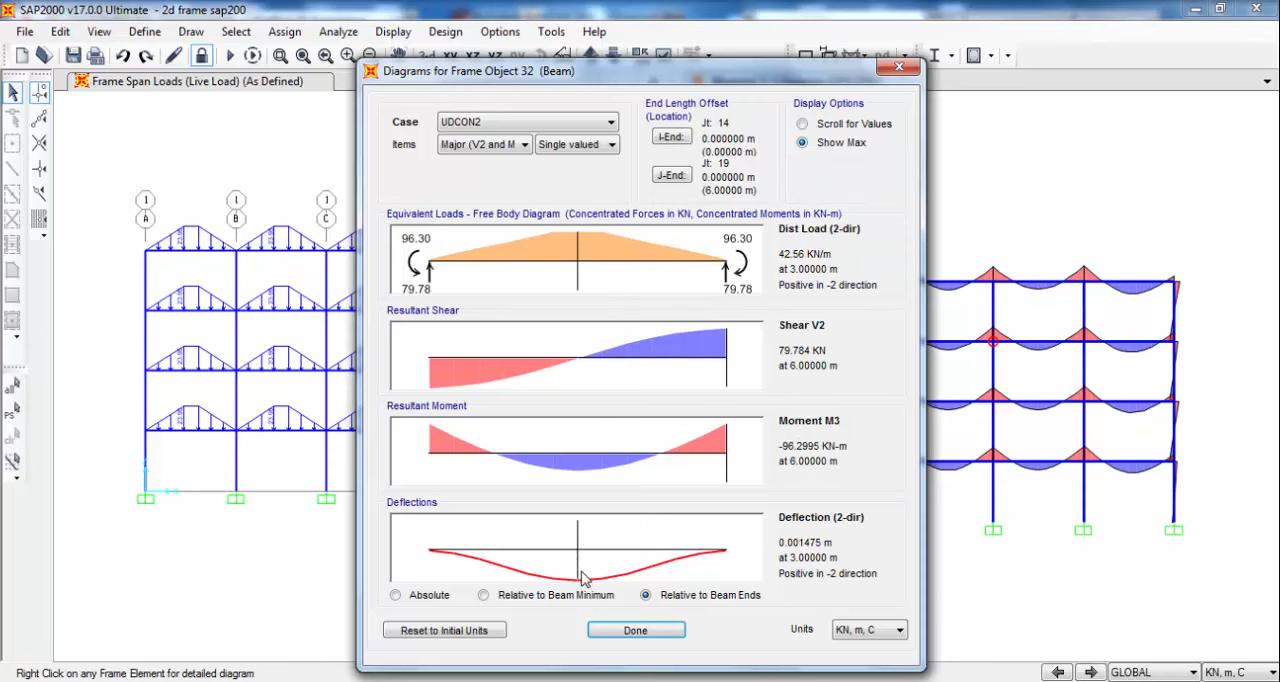 SAP2000 v17.0.0 Ultimate - 2d frame sap200
File Edit View Define Draw Select Assign Analyze Display Design Options Tools Help
Frame Span Loads (Live Load) (As Defined)
1 1 1
A B C
Diagrams for Frame Object 32 (Beam)
Case UDCON2
Items Major (V2 and M Single valued
End Length Offset
(Location)
I-End:
Jt: 14
0.000000 m
(0.00000 m)
J-End:
Jt: 19
0.000000 m
(6.00000 m)
Display Options
Scroll for Values
Show Max
Equivalent Loads - Free Body Diagram (Concentrated Forces in KN, Concentrated Moments in KN-m)
96.30 96.30
79.78 79.78
Dist Load (2-dir)
42.56 KN/m
at 3.00000 m
Positive in -2 direction
Resultant Shear
Shear V2
79.784 KN
at 6.00000 m
Resultant Moment
Moment M3
-96.2995 KN-m
at 6.00000 m
Deflections
Deflection (2-dir)
0.001475 m
at 3.00000 m
Positive in -2 direction
Absolute Relative to Beam Minimum Relative to Beam Ends
Reset to Initial Units Done Units KN, m, C
Right Click on any Frame Element for detailed diagram
GLOBAL KN, m, C